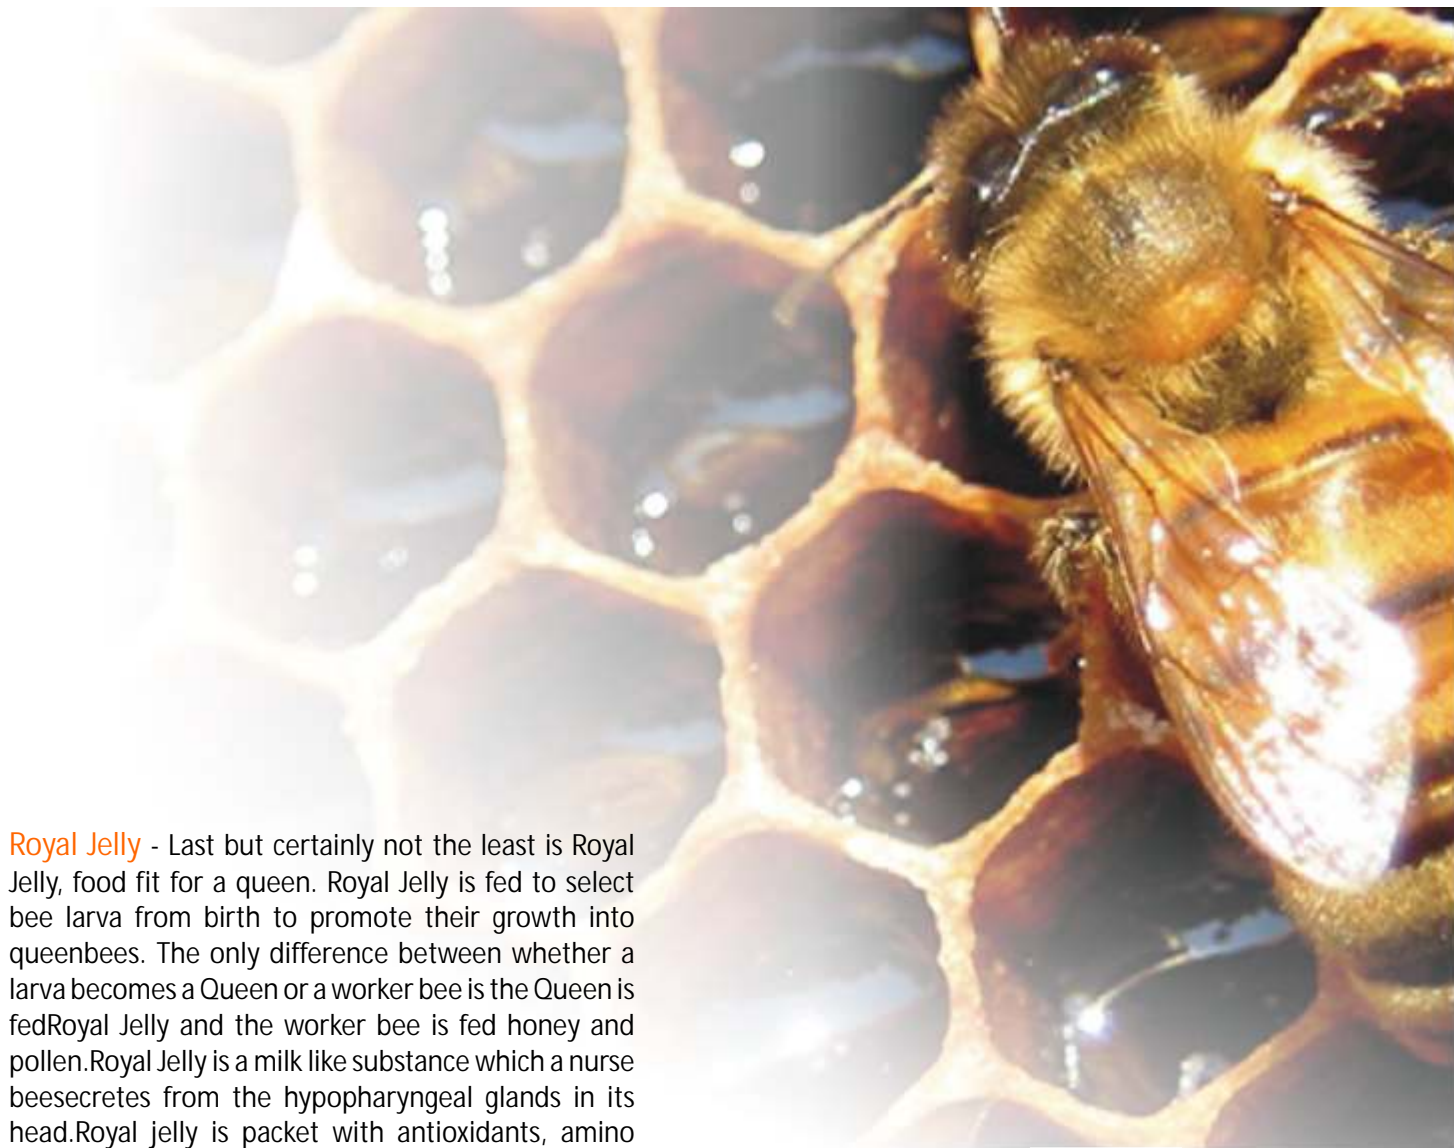 Royal Jelly - Last but certainly not the least is Royal
Jelly, food fit for a queen. Royal Jelly is fed to select
bee larva from birth to promote their growth into
queenbees. The only difference between whether a
larva becomes a Queen or a worker bee is the Queen is
fedRoyal Jelly and the worker bee is fed honey and
pollen.Royal Jelly is a milk like substance which a nurse
beesecretes from the hypopharyngeal glands in its
head.Royal jelly is packet with antioxidants, amino